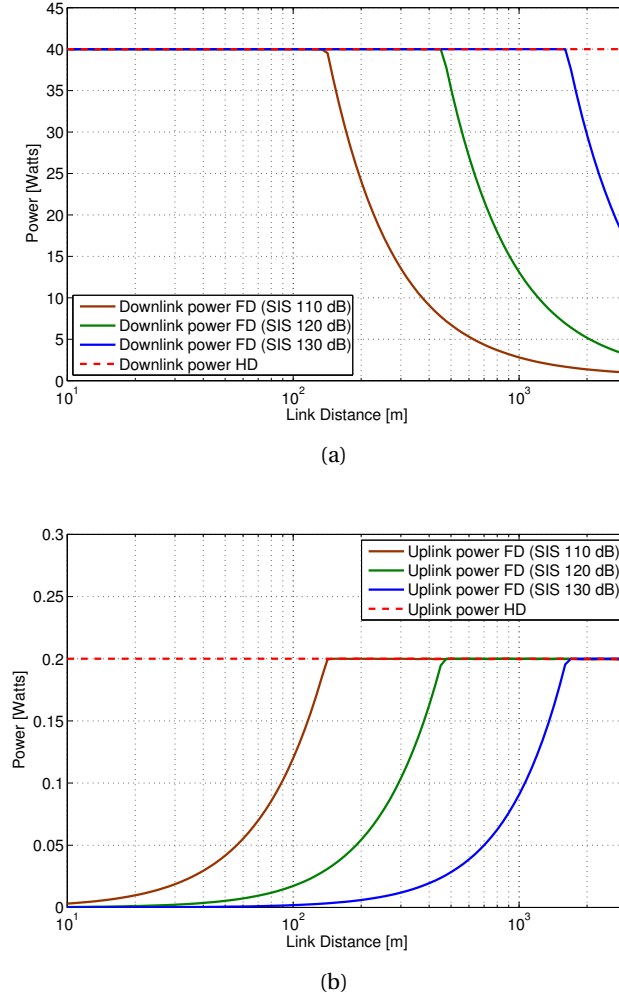 45
40
35
30
25
20
15
10
5
0
Power [Watts]
Downlink power FD (SIS 110 dB)
Downlink power FD (SIS 120 dB)
Downlink power FD (SIS 130 dB)
Downlink power HD
10^1
10^2
10^3
Link Distance [m]
(a)
0.3
0.25
0.2
0.15
0.1
0.05
0
Power [Watts]
Uplink power FD (SIS 110 dB)
Uplink power FD (SIS 120 dB)
Uplink power FD (SIS 130 dB)
Uplink power HD
10^1
10^2
10^3
Link Distance [m]
(b)